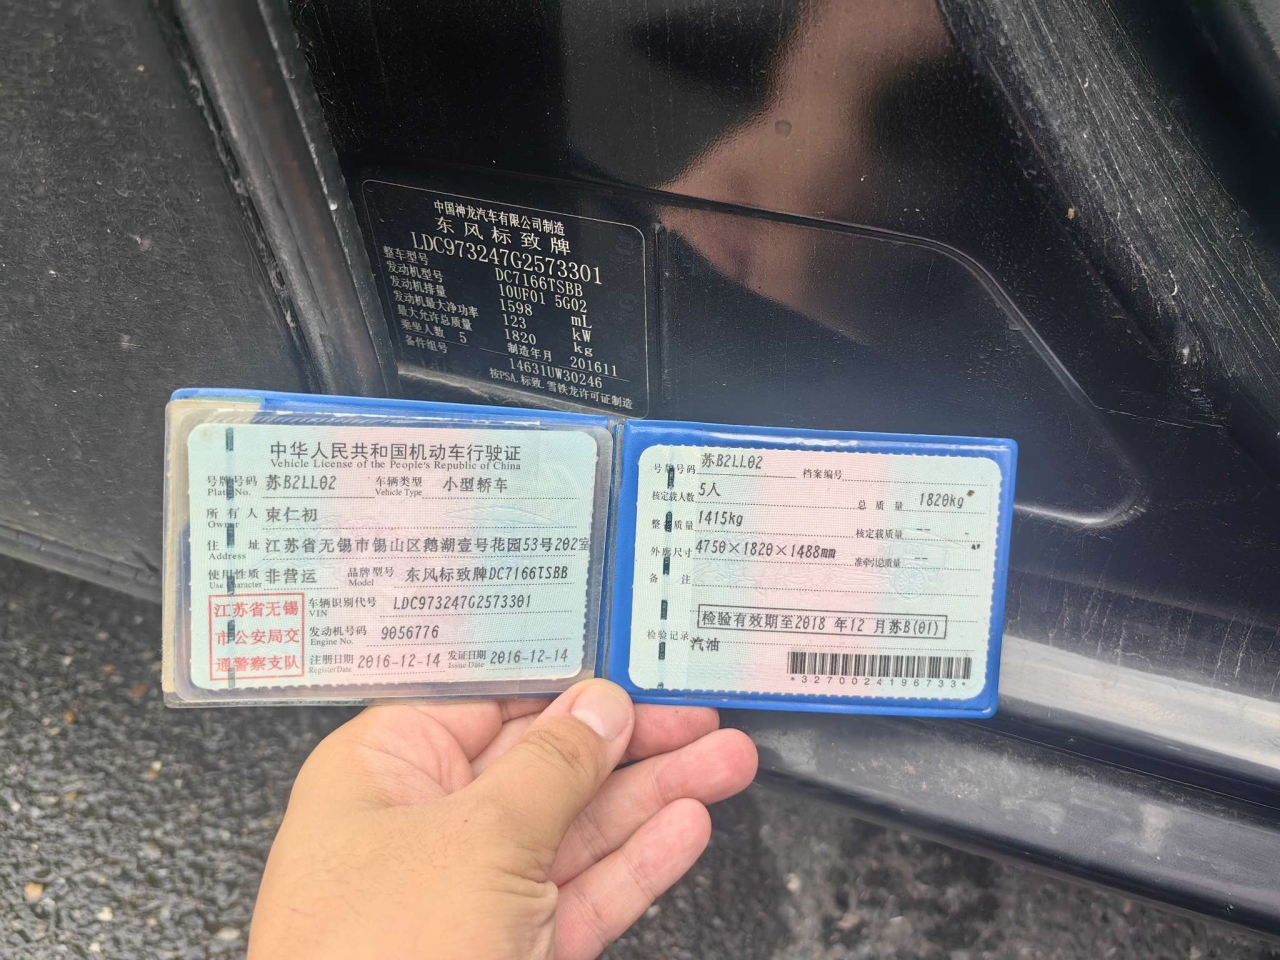 中国神龙汽车有限公司制造
东风标致牌
LDC973247G2573301
整车型号 DC7166TSBB
发动机型号 10UF01 5G02
发动机排量 1598 mL
发动机最大净功率 123 kW
最大允许总质量 1820 kg
乘坐人数 5 制造年月 201611
备件组号 14631UW30246
按PSA.标致.雪铁龙许可证制造
中华人民共和国机动车行驶证
Vehicle License of the People's Republic of China
号牌号码 苏B2LL02 车辆类型 小型轿车
Plate No. Vehicle Type
所有人 束仁初
Owner
住址 江苏省无锡市锡山区鹅湖壹号花园53号202室
Address
使用性质 非营运 品牌型号 东风标致牌DC7166TSBB
Use Character Model
江苏省无锡
市公安局交
通警察支队
车辆识别代号 LDC973247G2573301
VIN
发动机号码 9056776
Engine No.
注册日期 2016-12-14 发证日期 2016-12-14
Register Date Issue Date
号牌号码 苏B2LL02 档案编号
核定载人数 5人 总质量 1820kg
整备质量 1415kg 核定载质量 --
外廓尺寸 4750×1820×1488mm 准牵引总质量 --
备注
检验有效期至2018 年12 月苏B(01)
检验记录
汽油
*3270024196733*